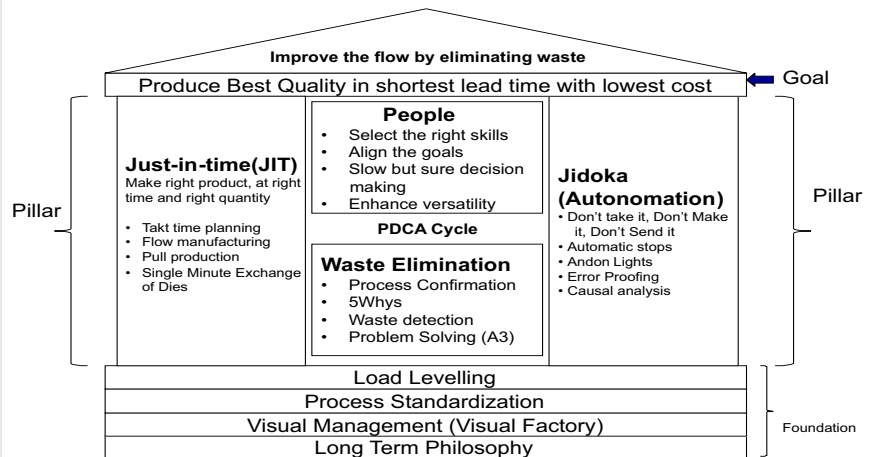 Improve the flow by eliminating waste
Produce Best Quality in shortest lead time with lowest cost
Goal
Pillar
Just-in-time(JIT)
Make right product, at right
time and right quantity
• Takt time planning
• Flow manufacturing
• Pull production
• Single Minute Exchange
of Dies
People
• Select the right skills
• Align the goals
• Slow but sure decision
making
• Enhance versatility
PDCA Cycle
Waste Elimination
• Process Confirmation
• 5Whys
• Waste detection
• Problem Solving (A3)
Jidoka
(Autonomation)
• Don't take it, Don't Make
it, Don't Send it
• Automatic stops
• Andon Lights
• Error Proofing
• Causal analysis
Pillar
Load Levelling
Process Standardization
Visual Management (Visual Factory)
Long Term Philosophy
Foundation